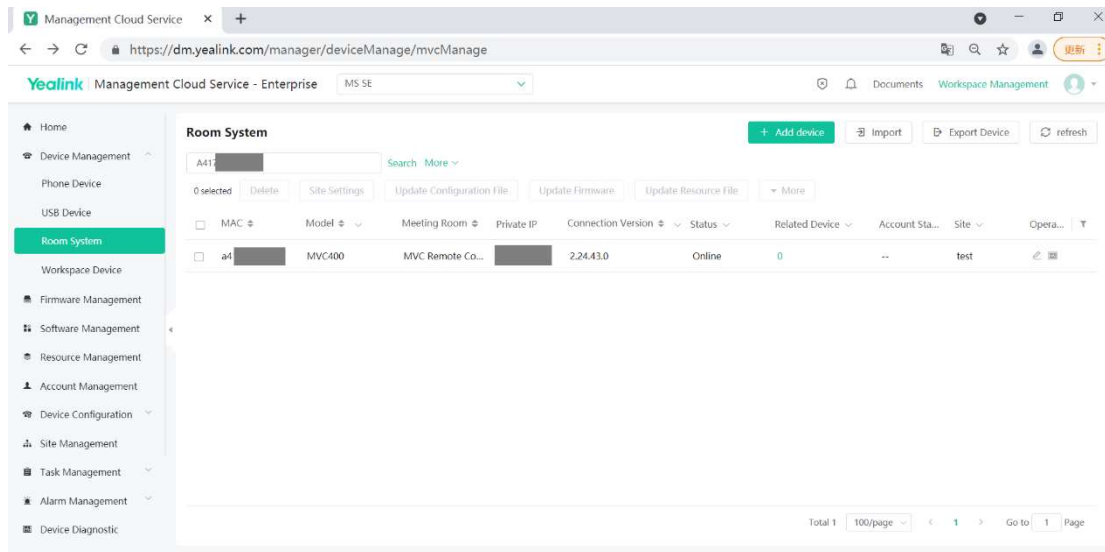 Management Cloud Service
https://dm.yealink.com/manager/deviceManage/mvcManage
更新
Yealink Management Cloud Service - Enterprise
MS SE
Documents
Workspace Management
Home
Device Management
Phone Device
USB Device
Room System
Workspace Device
Firmware Management
Software Management
Resource Management
Account Management
Device Configuration
Site Management
Task Management
Alarm Management
Device Diagnostic
Room System
+ Add device
Import
Export Device
refresh
A417
Search More
0 selected Delete Site Settings Update Configuration File Update Firmware Update Resource File More
MAC Model Meeting Room Private IP Connection Version Status Related Device Account Sta... Site Opera...
a4 MVC400 MVC Remote Co... 2.24.43.0 Online 0 -- test
Total 1 100/page < 1 > Go to 1 Page